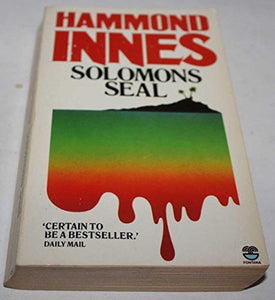 HAMMOND
INNES
SOLOMONS
SEAL
'CERTAIN TO
BE A BESTSELLER.'
DAILY MAIL
FONTANA